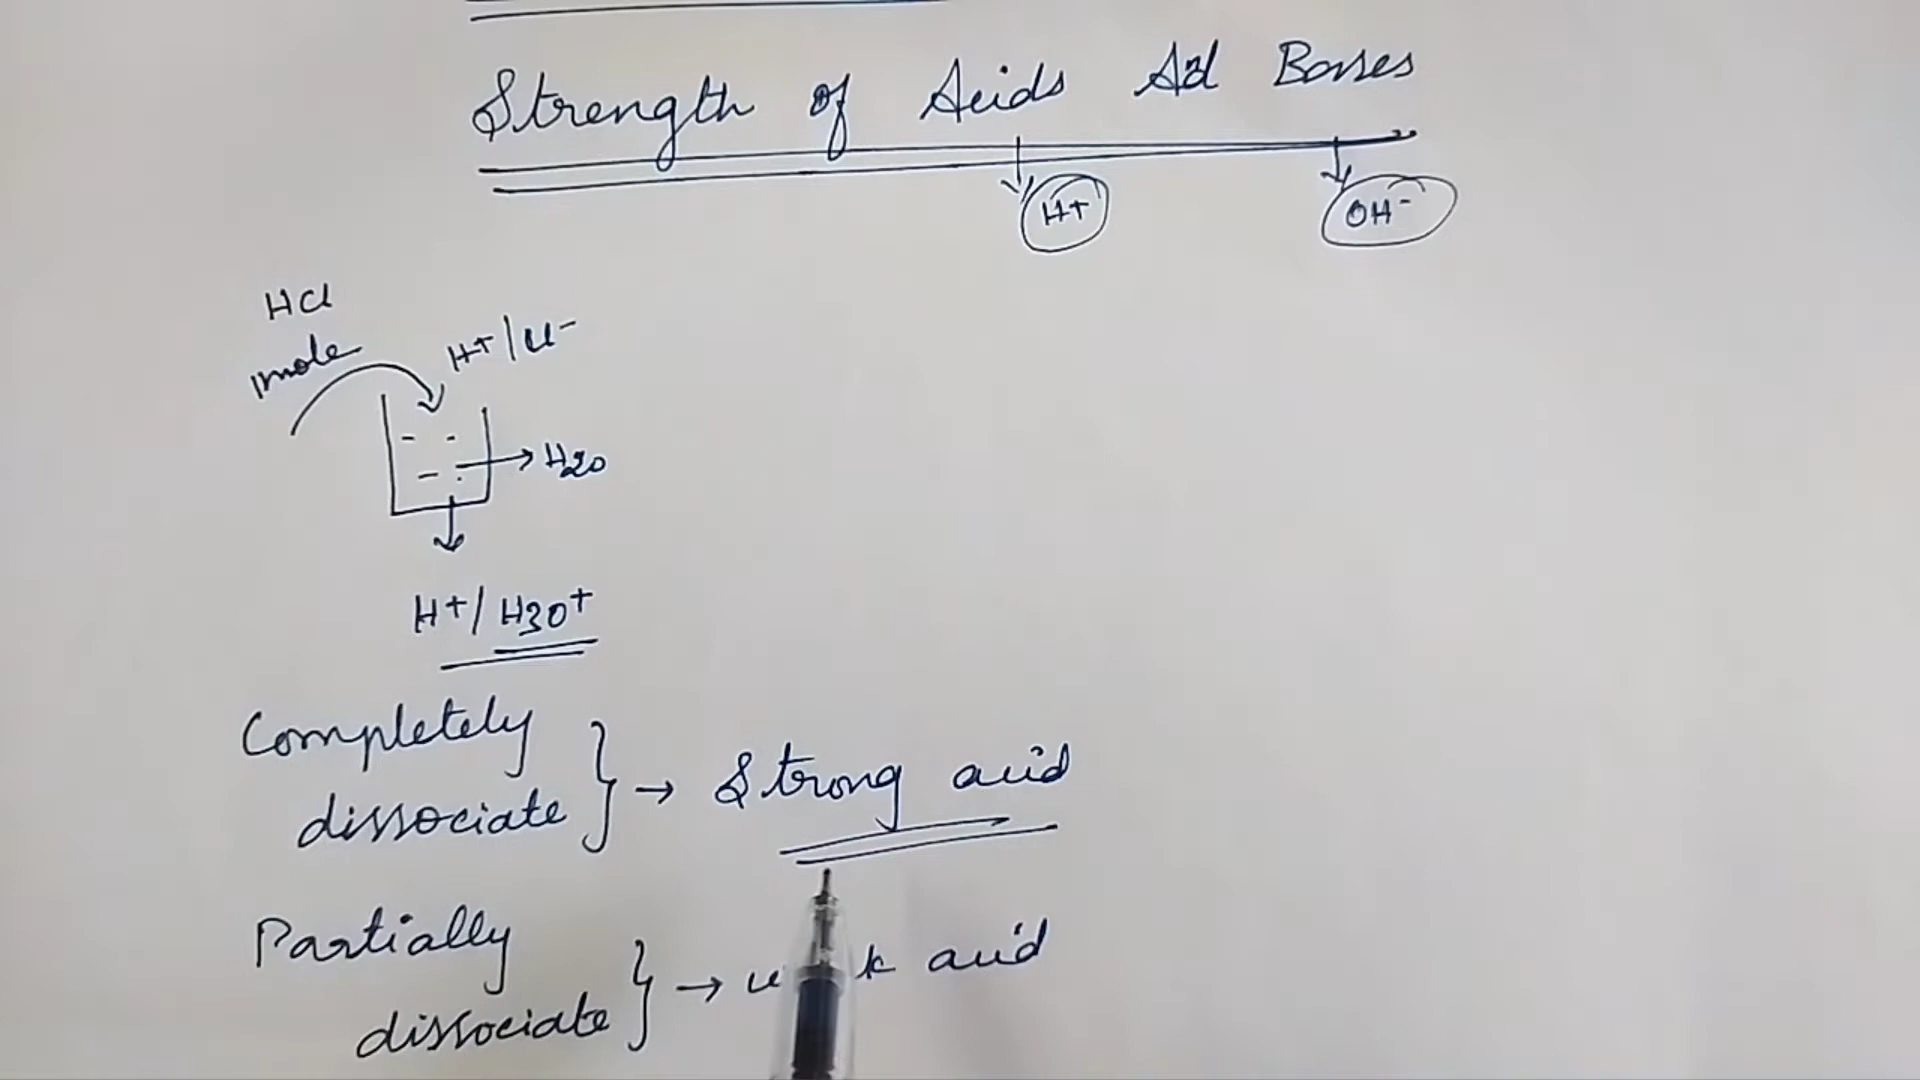 Strength of Acids And Bases
H+
OH-
HCl
1mole
H+/Cl-
H2O
H+/H3O+
Completely
dissociate } → Strong acid
Partially
dissociate } → acid